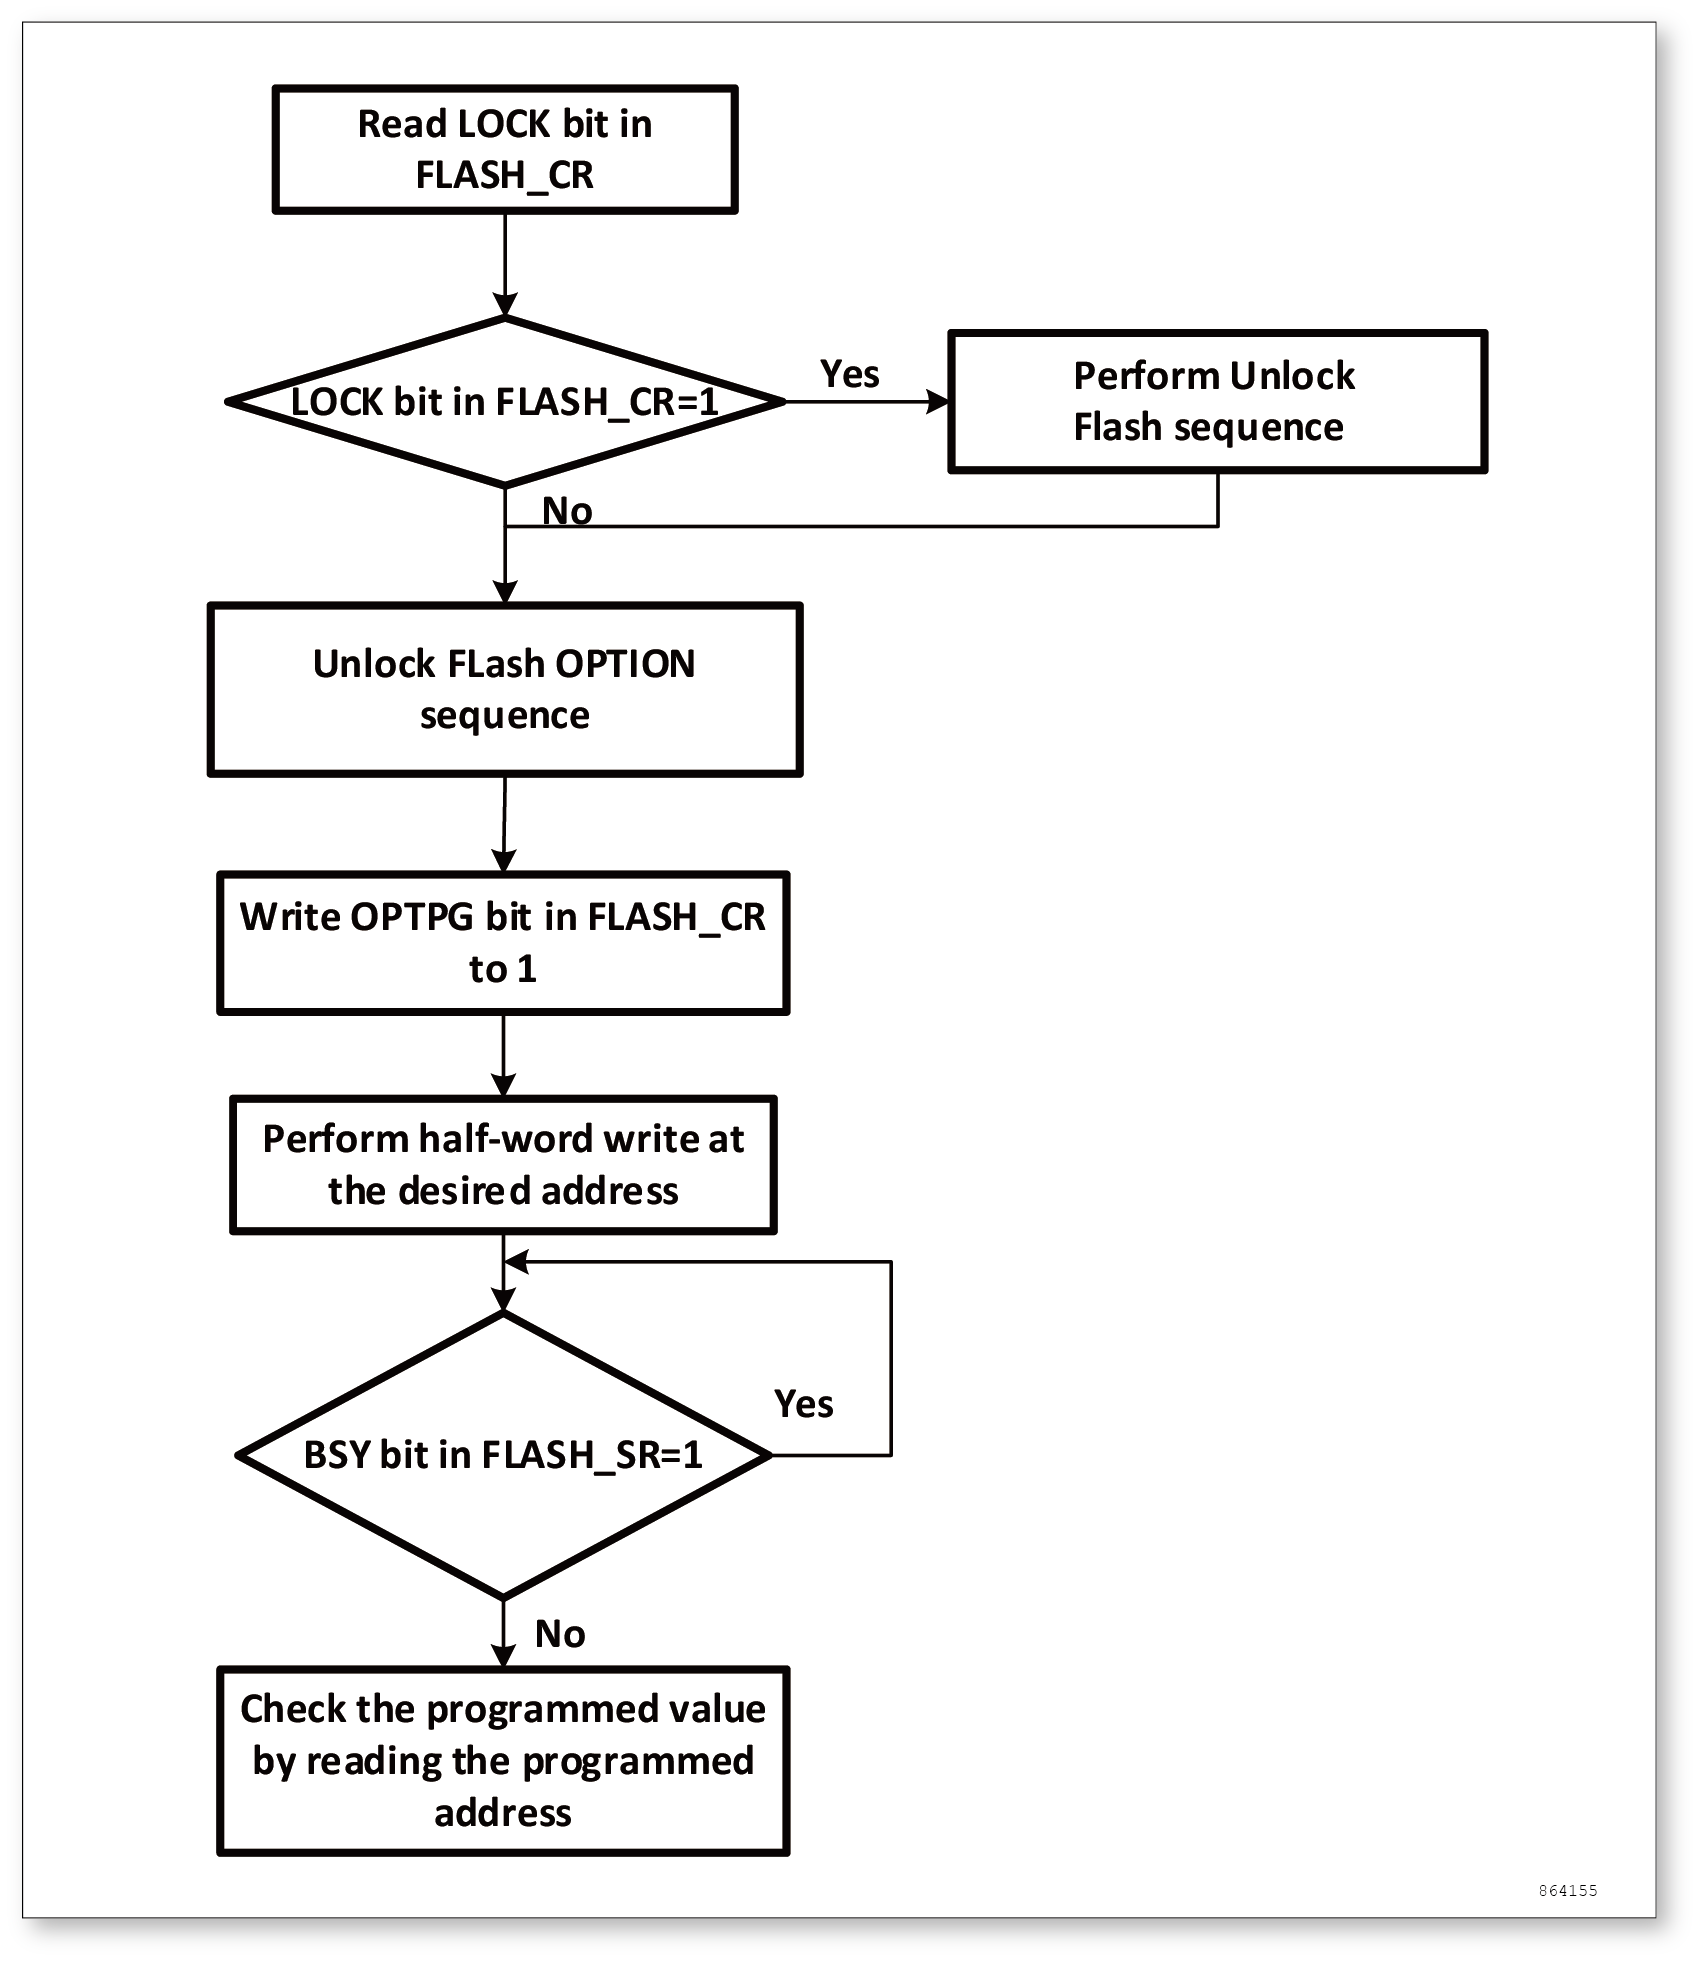 Read LOCK bit in
FLASH_CR
LOCK bit in FLASH_CR=1
Yes
Perform Unlock
Flash sequence
No
Unlock FLash OPTION
sequence
Write OPTPG bit in FLASH_CR
to 1
Perform half-word write at
the desired address
BSY bit in FLASH_SR=1
Yes
No
Check the programmed value
by reading the programmed
address
864155